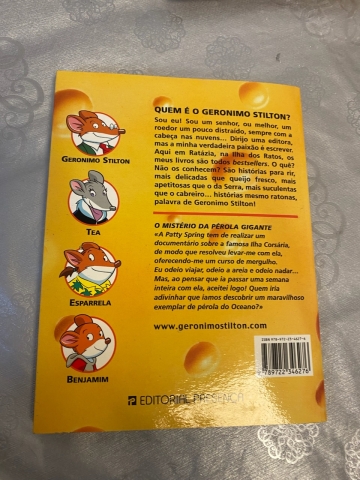 QUEM É O GERONIMO STILTON?
Sou eu! Sou um senhor, ou melhor, um
roedor um pouco distraído, sempre com a
cabeça nas nuvens... Dirijo uma editora,
mas a minha verdadeira paixão é escrever.
Aqui em Ratázia, na Ilha dos Ratos, os
meus livros são todos bestsellers. O quê?
Não os conhecem? São histórias para rir,
mais delicadas que queijo fresco, mais
apetitosas que o da Serra, mais suculentas
que o cabreiro... histórias mesmo ratonas,
palavra de Geronimo Stilton!
GERONIMO STILTON
TEA
ESPARRELA
BENJAMIM
O MISTÉRIO DA PÉROLA GIGANTE
«A Patty Spring tem de realizar um
documentário sobre a famosa Ilha Corsária,
de modo que resolveu levar-me com ela,
oferecendo-me um curso de mergulho.
Eu odeio viajar, odeio a areia e odeio nadar...
Mas, ao pensar que ia passar uma semana
inteira com ela, aceitei logo! Quem iria
adivinhar que íamos descobrir um maravilhoso
exemplar de pérola do Oceano?»
www.geronimostilton.com
ISBN 978-972-23-4627-6
9789722346276
EDITORIAL PRESENÇA